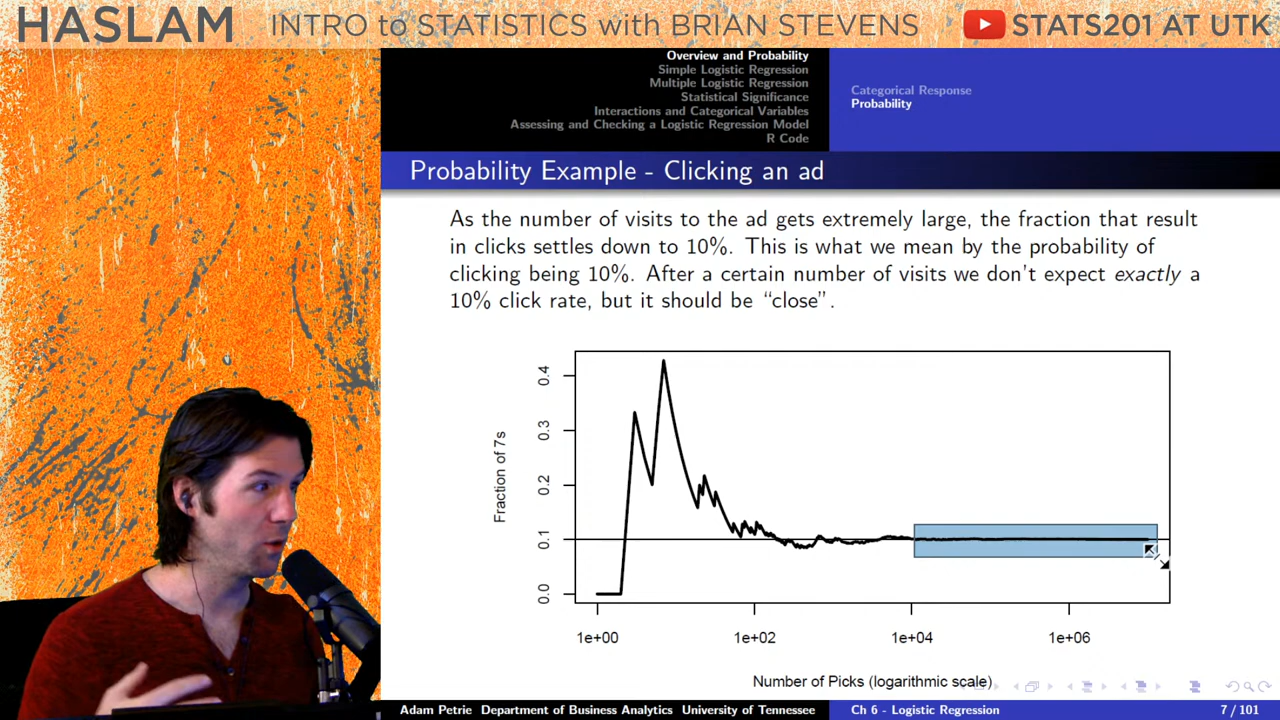 HASLAM
INTRO to STATISTICS with BRIAN STEVENS
STATS201 AT UTK
Overview and Probability
Simple Logistic Regression
Multiple Logistic Regression
Statistical Significance
Interactions and Categorical Variables
Assessing and Checking a Logistic Regression Model
R Code
Categorical Response
Probability
Probability Example - Clicking an ad
As the number of visits to the ad gets extremely large, the fraction that result
in clicks settles down to 10%. This is what we mean by the probability of
clicking being 10%. After a certain number of visits we don't expect exactly a
10% click rate, but it should be “close”.
Fraction of 7s
0.4
0.3
0.2
0.1
0.0
1e+00 1e+02 1e+04 1e+06
Number of Picks (logarithmic scale)
Adam Petrie Department of Business Analytics University of Tennessee
Ch 6 - Logistic Regression
7 / 101